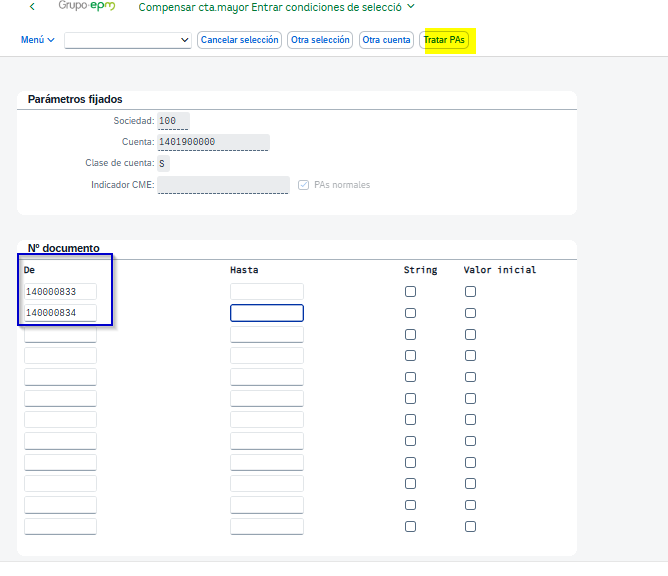 Grupo·epm
Compensar cta.mayor Entrar condiciones de selecció
Menú
Cancelar selección
Otra selección
Otra cuenta
Tratar PAs
Parámetros fijados
Sociedad: 100
Cuenta: 1401900000
Clase de cuenta: S
Indicador CME:
PAs normales
Nº documento
De Hasta String Valor inicial
140000833
140000834